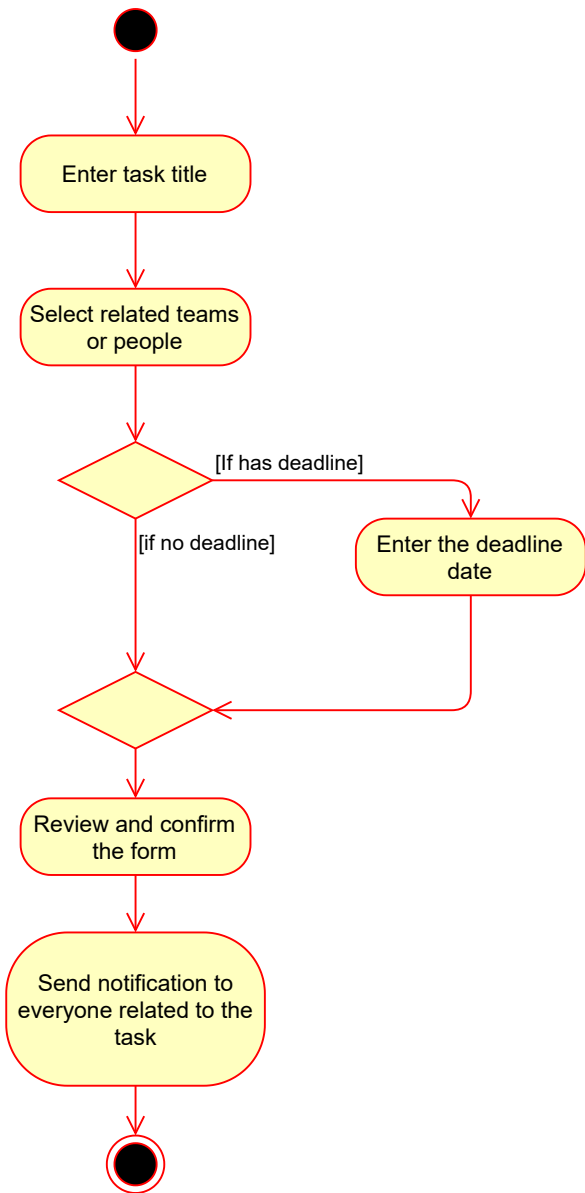 Enter task title
Select related teams
or people
[If has deadline]
[if no deadline]
Enter the deadline
date
Review and confirm
the form
Send notification to
everyone related to the
task